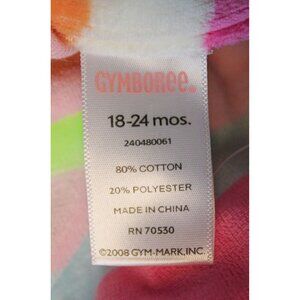 GYMBOREE®
18-24 mos.
240480061
80% COTTON
20% POLYESTER
MADE IN CHINA
RN 70530
©2008 GYM-MARK, INC.